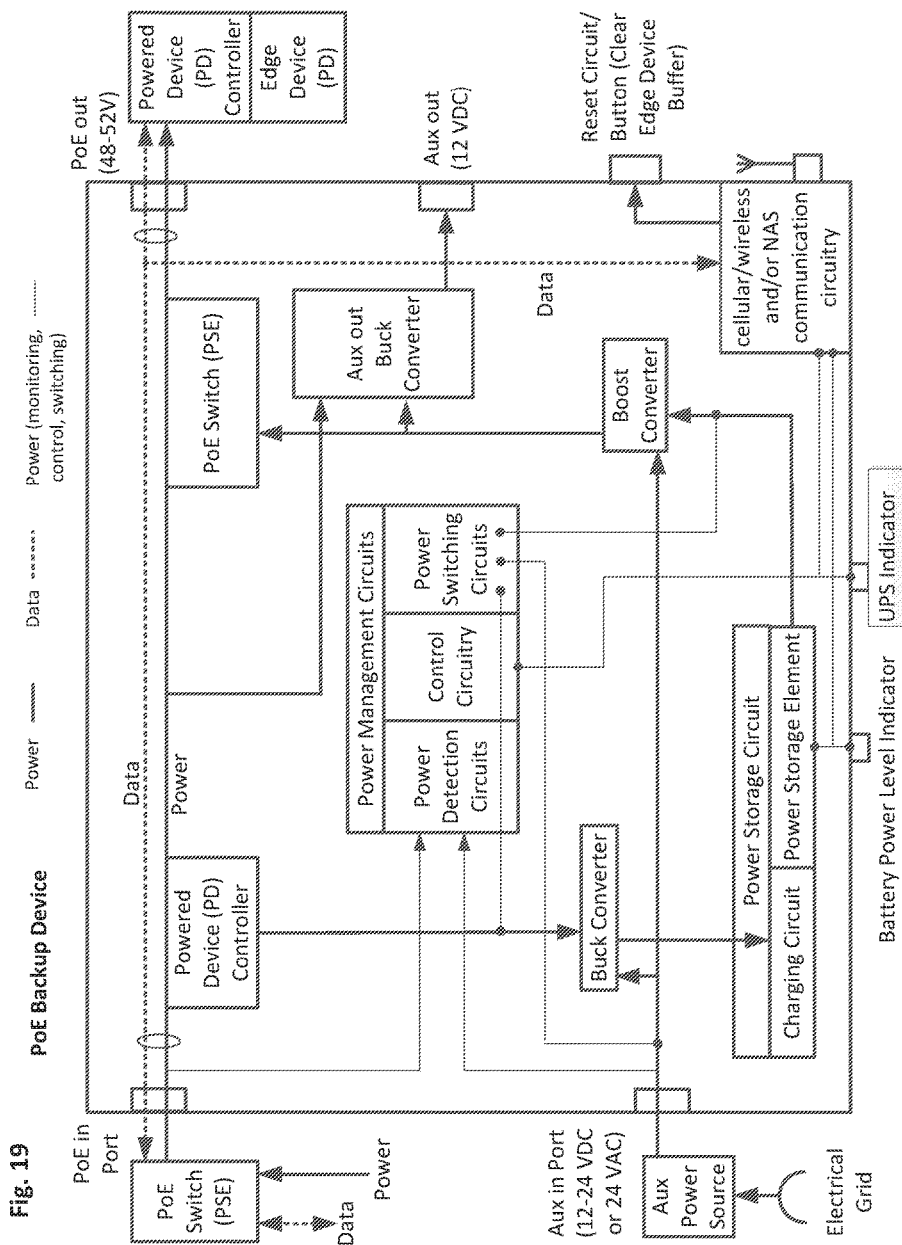 Fig. 19
PoE Backup Device
Power
Data
Power (monitoring,
control, switching)
PoE in
Port
PoE
Switch
(PSE)
Data
Power
Data
Power
Powered
Device (PD)
Controller
PoE Switch (PSE)
PoE out
(48-52V)
Powered
Device
(PD)
Controller
Edge
Device
(PD)
Aux out
Buck
Converter
Aux out
(12 VDC)
Power Management Circuits
Power
Detection
Circuits
Control
Circuitry
Power
Switching
Circuits
Data
Reset Circuit/
Button (Clear
Edge Device
Buffer)
Buck Converter
Boost
Converter
cellular/wireless
and/or NAS
communication
circuitry
Aux in Port
(12-24 VDC
or 24 VAC)
Aux
Power
Source
Electrical
Grid
Power Storage Circuit
Charging Circuit
Power Storage Element
Battery Power Level Indicator
UPS Indicator